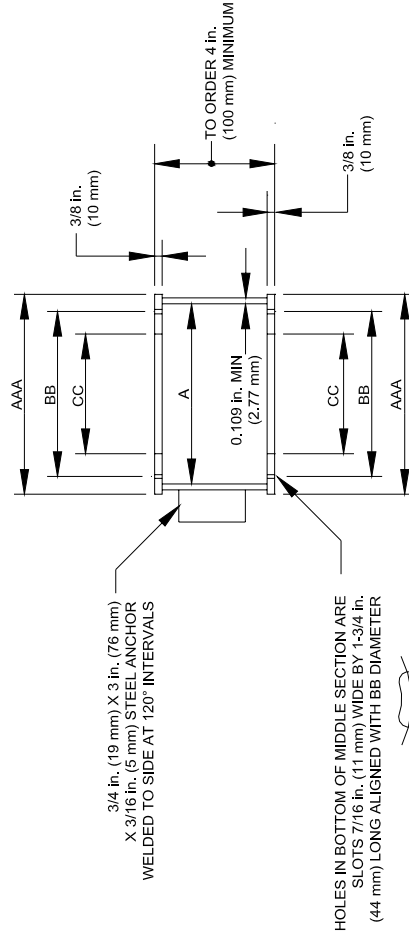 AAA
BB
CC
3/8 in.
(10 mm)
TO ORDER 4 in.
(100 mm) MINIMUM
3/4 in. (19 mm) X 3 in. (76 mm)
X 3/16 in. (5 mm) STEEL ANCHOR
WELDED TO SIDE AT 120° INTERVALS
A
0.109 in. MIN
(2.77 mm)
3/8 in.
(10 mm)
HOLES IN BOTTOM OF MIDDLE SECTION ARE
SLOTS 7/16 in. (11 mm) WIDE BY 1-3/4 in.
(44 mm) LONG ALIGNED WITH BB DIAMETER
CC
BB
AAA